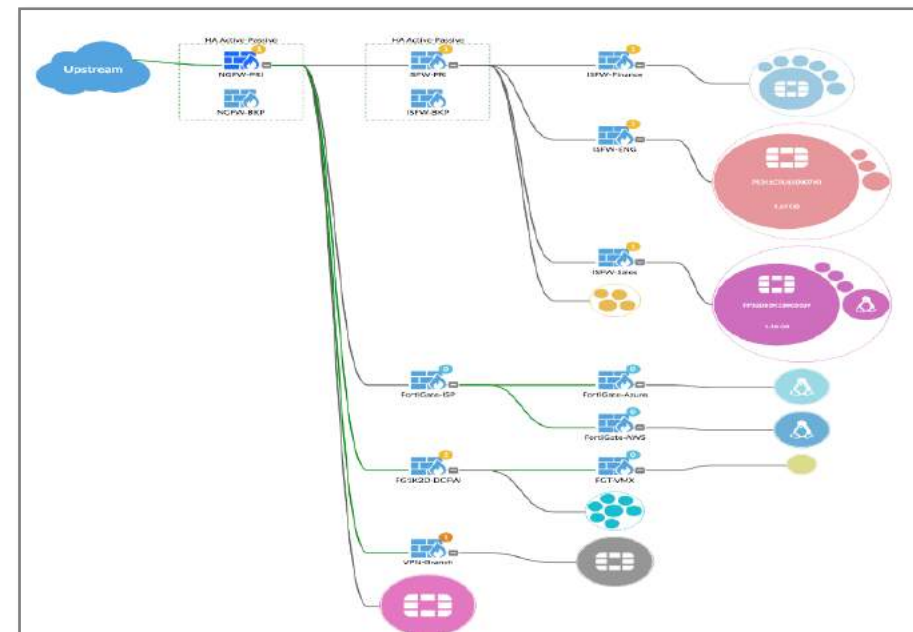 HA Active-Passive
HA Active-Passive
Upstream
NGFW-PRI
ISFW-PRI
ISFW-Finance
NGFW-BKP
ISFW-BKP
ISFW-ENG
ISFW-Sales
FortiGate-ISP
FortiGate-Azure
FortiGate-AWS
FG1K2D-DCFW
FGT-VMX
VPN-Branch